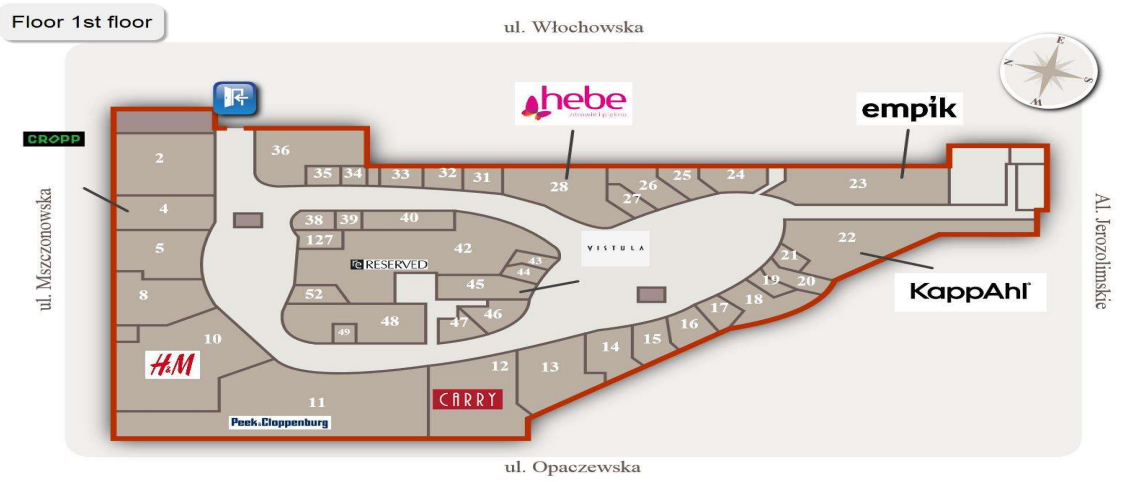 Floor 1st floor
ul. Włochowska
N
E
S
W
hebe
zdrowie i piękno
empik
CROPP
36
2
35
34
33
32
31
28
26
25
24
23
27
4
38
39
40
127
5
42
VISTULA
22
43
21
RESERVED
44
45
19
20
KappAhl
8
52
18
46
17
48
47
16
49
15
10
14
H&M
12
13
11
CARRY
Peek&Cloppenburg
ul. Mszczonowska
Al. Jerozolimskie
ul. Opaczewska